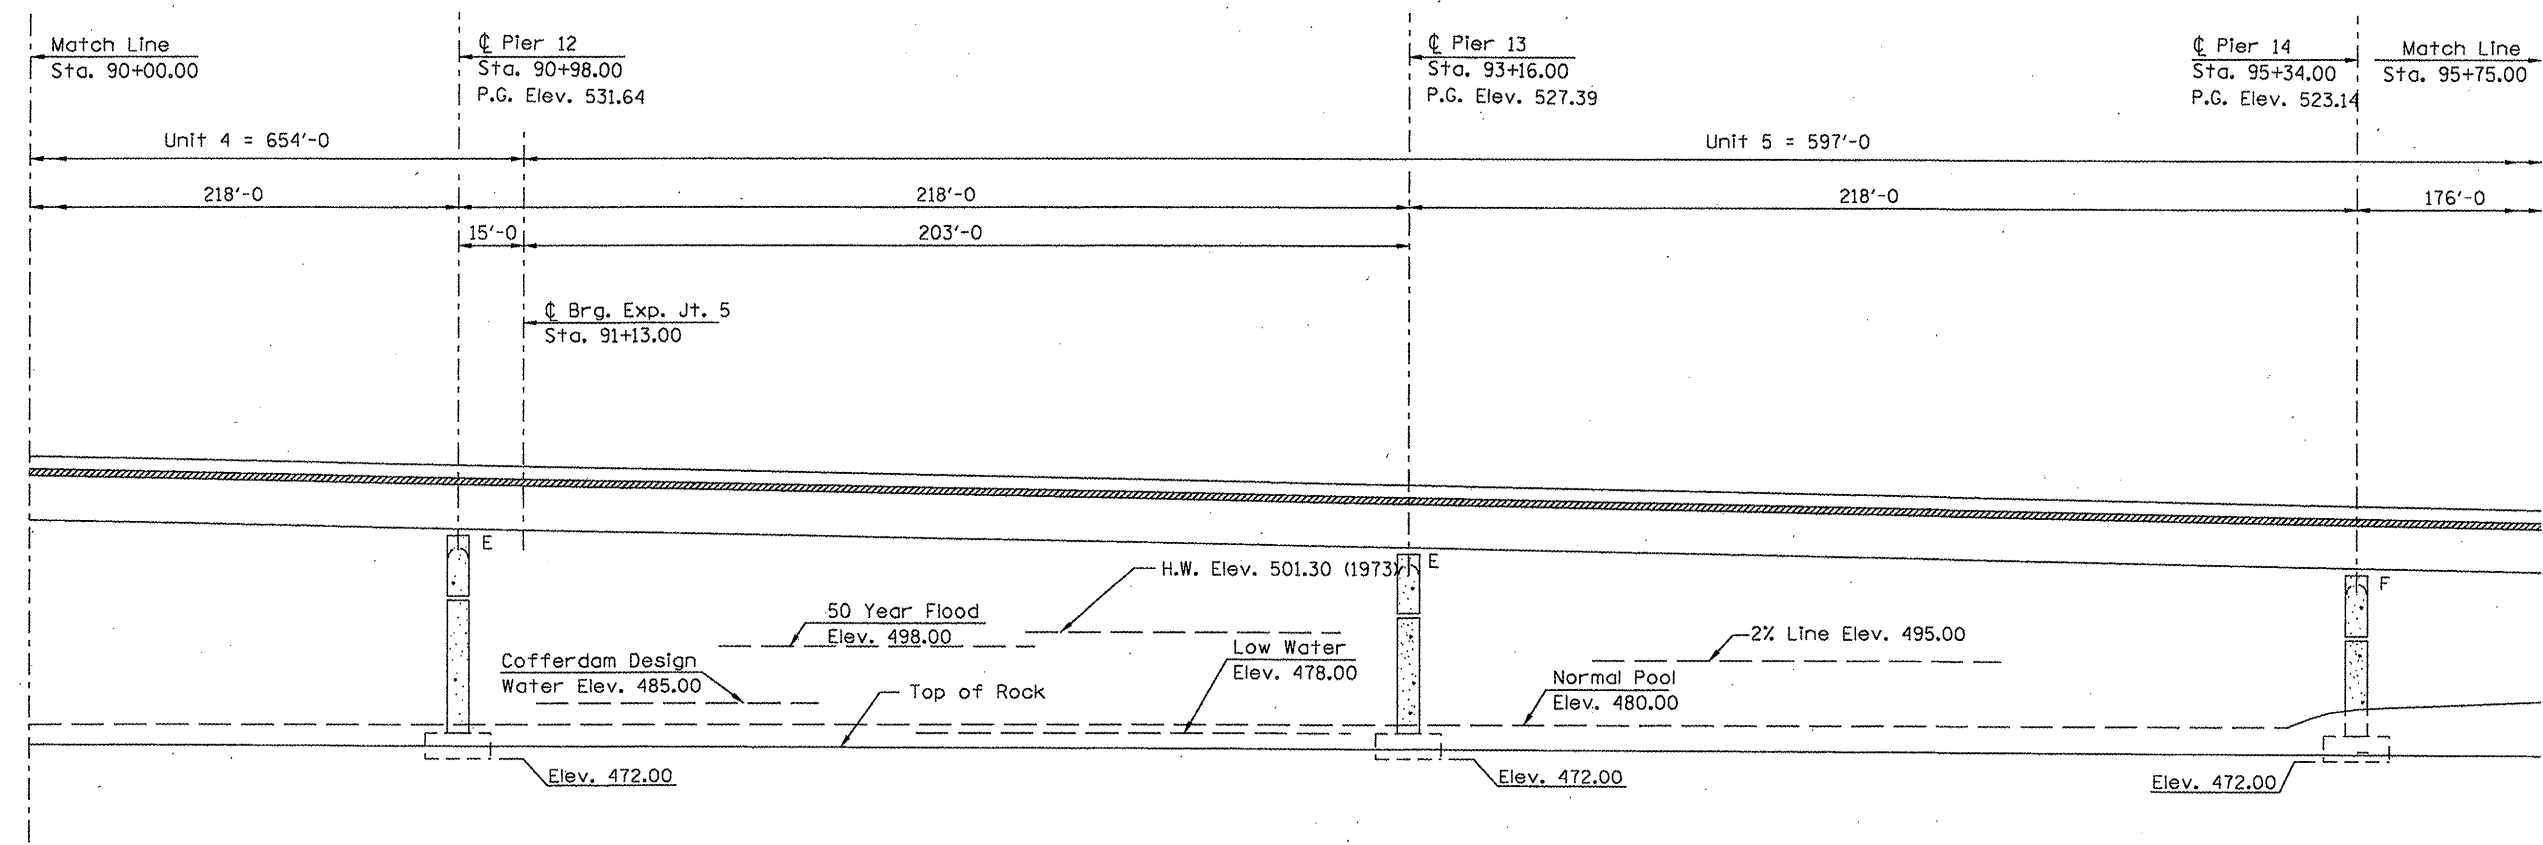 Match Line
Sta. 90+00.00
℄ Pier 12
Sta. 90+98.00
P.G. Elev. 531.64
℄ Pier 13
Sta. 93+16.00
P.G. Elev. 527.39
℄ Pier 14
Sta. 95+34.00
P.G. Elev. 523.14
Match Line
Sta. 95+75.00
Unit 4 = 654'-0
Unit 5 = 597'-0
218'-0
218'-0
218'-0
176'-0
15'-0
203'-0
℄ Brg. Exp. Jt. 5
Sta. 91+13.00
E
E
F
H.W. Elev. 501.30 (1973)
50 Year Flood
Elev. 498.00
2% Line Elev. 495.00
Low Water
Elev. 478.00
Cofferdam Design
Water Elev. 485.00
Top of Rock
Normal Pool
Elev. 480.00
Elev. 472.00
Elev. 472.00
Elev. 472.00